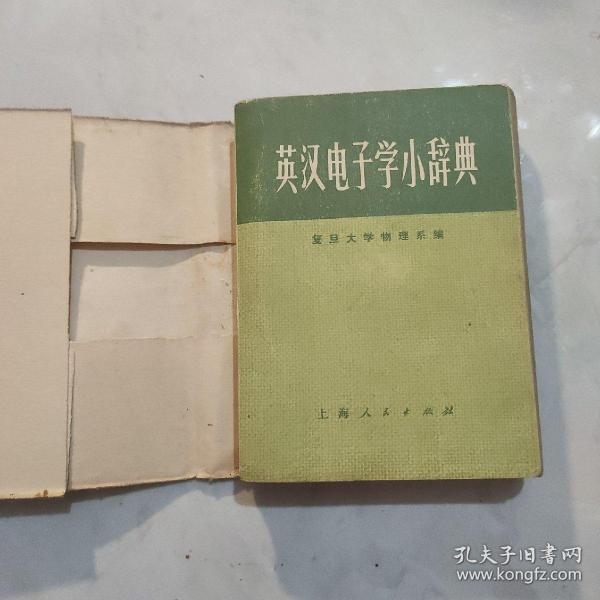 英汉电子学小辞典
复旦大学物理系编
上海人民出版社
孔夫子旧书网
www.kongfz.com